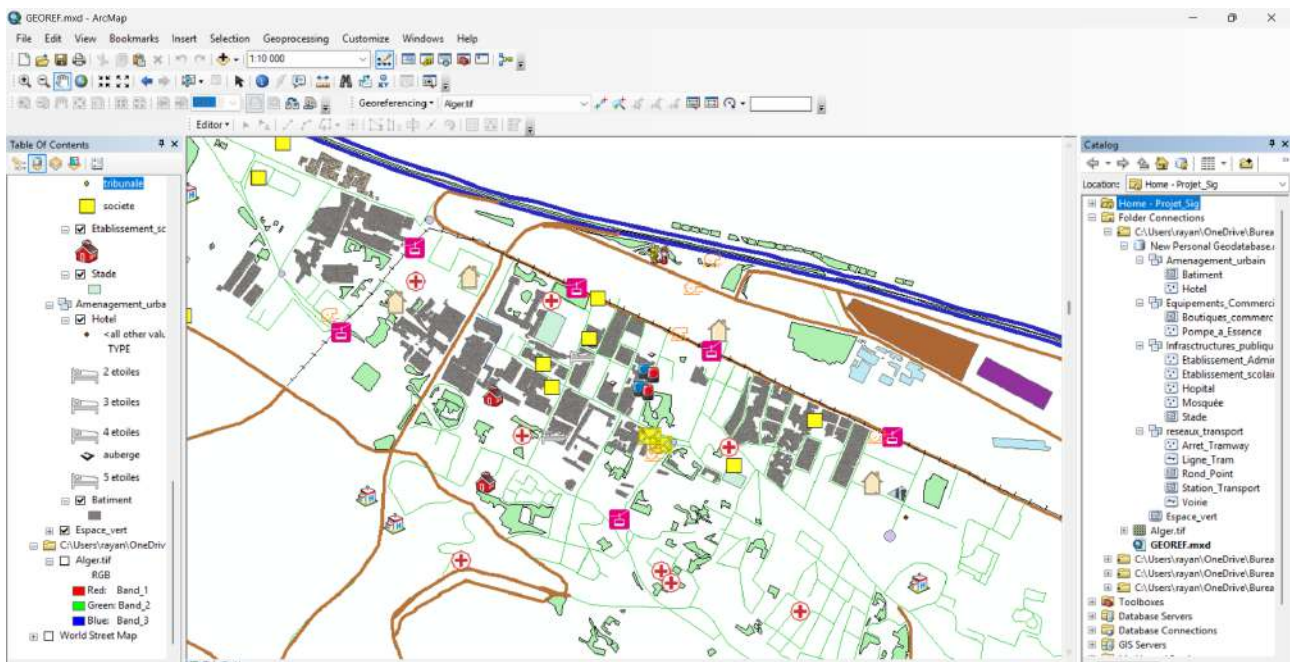 GEOREF.mxd - ArcMap
File Edit View Bookmarks Insert Selection Geoprocessing Customize Windows Help
1:10 000
Georeferencing Alger.tif
Editor
Table Of Contents
tribunale
societe
Etablissement_sc
Stade
Amenagement_urba
Hotel
<all other valu
TYPE
2 etoiles
3 etoiles
4 etoiles
auberge
5 etoiles
Batiment
Espace_vert
C:\Users\rayan\OneDriv
Alger.tif
RGB
Red: Band_1
Green: Band_2
Blue: Band_3
World Street Map
Catalog
Location: Home - Projet_Sig
Home - Projet_Sig
Folder Connections
C:\Users\rayan\OneDrive\Burea
New Personal Geodatabase.
Amenagement_urbain
Batiment
Hotel
Equipements_Commerci
Boutiques_commerc
Pompe_a_Essence
Infrasctructures_publiqu
Etablissement_Admin
Etablissement_scolai
Hopital
Mosquée
Stade
reseaux_transport
Arret_Tramway
Ligne_Tram
Rond_Point
Station_Transport
Voirie
Espace_vert
Alger.tif
GEOREF.mxd
C:\Users\rayan\OneDrive\Burea
C:\Users\rayan\OneDrive\Burea
C:\Users\rayan\OneDrive\Burea
Toolboxes
Database Servers
Database Connections
GIS Servers